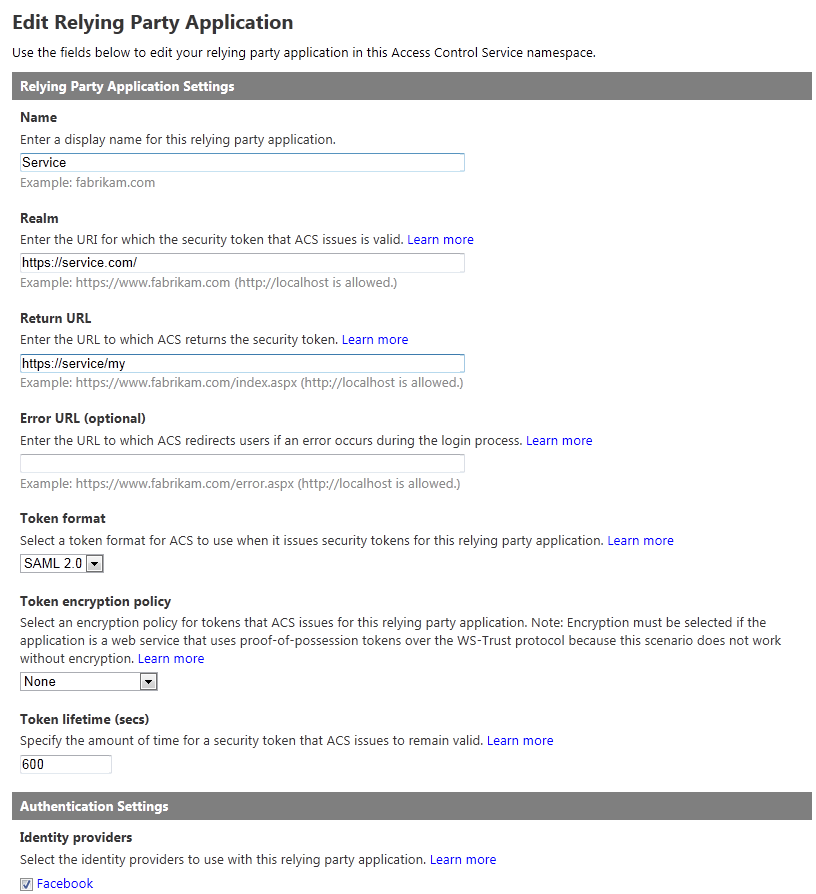 Edit Relying Party Application
Use the fields below to edit your relying party application in this Access Control Service namespace.
Relying Party Application Settings
Name
Enter a display name for this relying party application.
Service
Example: fabrikam.com
Realm
Enter the URI for which the security token that ACS issues is valid. Learn more
https://service.com/
Example: https://www.fabrikam.com (http://localhost is allowed.)
Return URL
Enter the URL to which ACS returns the security token. Learn more
https://service/my
Example: https://www.fabrikam.com/index.aspx (http://localhost is allowed.)
Error URL (optional)
Enter the URL to which ACS redirects users if an error occurs during the login process. Learn more
Example: https://www.fabrikam.com/error.aspx (http://localhost is allowed.)
Token format
Select a token format for ACS to use when it issues security tokens for this relying party application. Learn more
SAML 2.0
Token encryption policy
Select an encryption policy for tokens that ACS issues for this relying party application. Note: Encryption must be selected if the
application is a web service that uses proof-of-possession tokens over the WS-Trust protocol because this scenario does not work
without encryption. Learn more
None
Token lifetime (secs)
Specify the amount of time for a security token that ACS issues to remain valid. Learn more
600
Authentication Settings
Identity providers
Select the identity providers to use with this relying party application. Learn more
Facebook